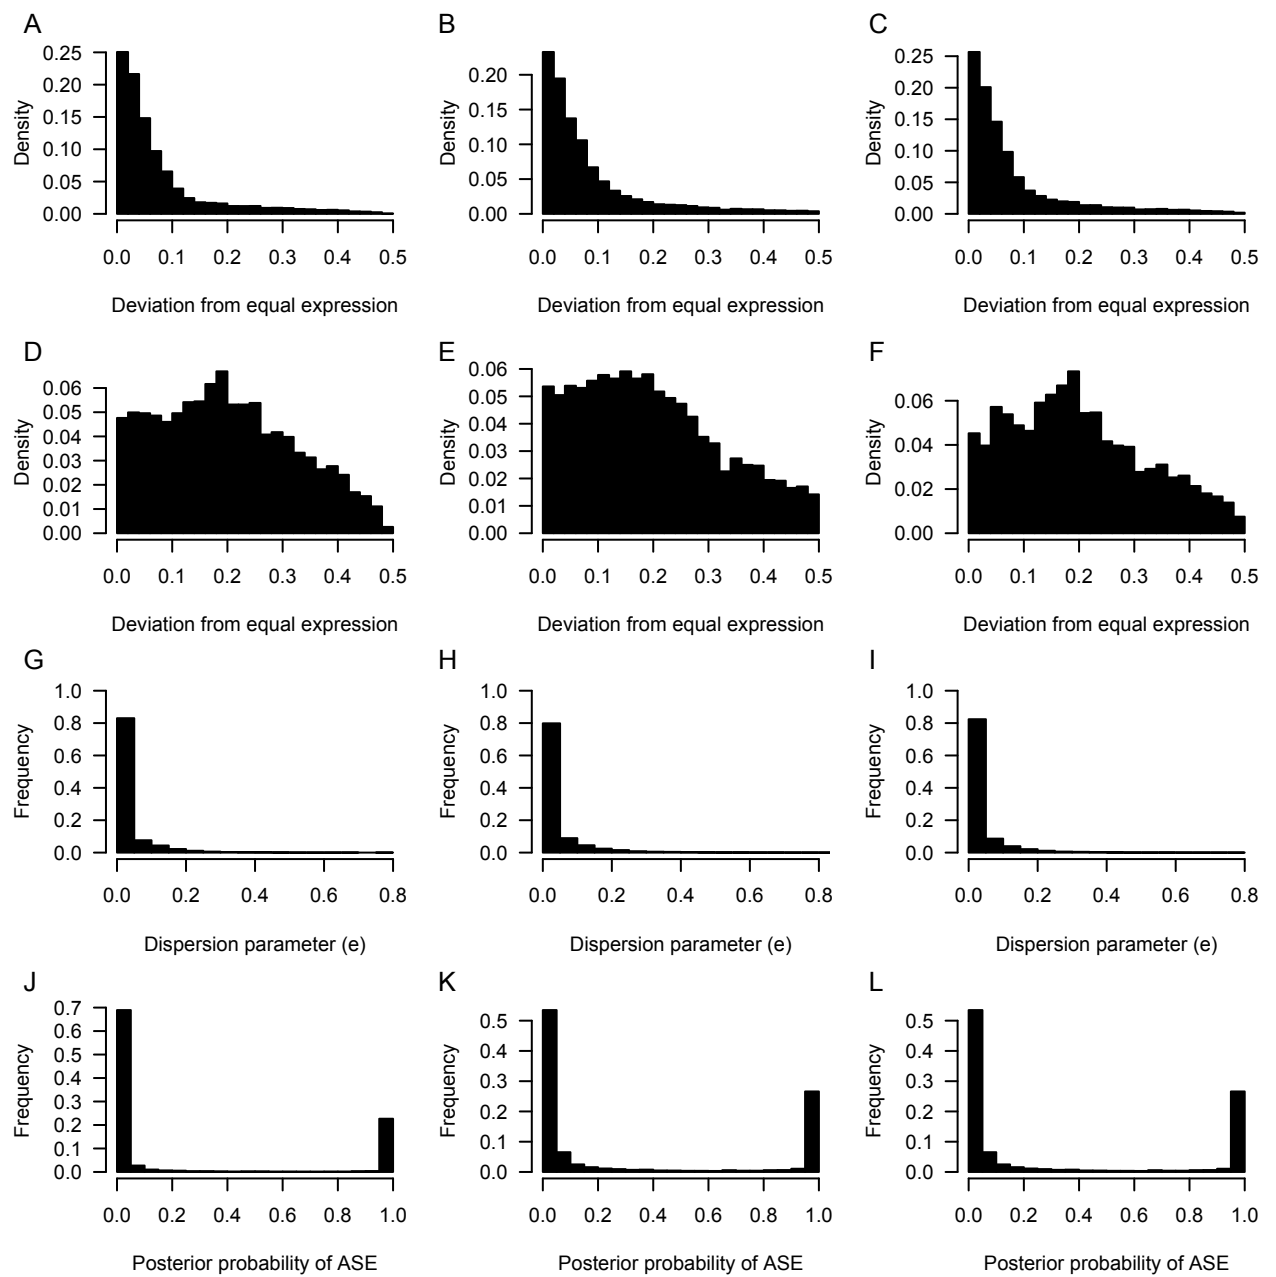 A B C
0.25
0.20
0.15
0.10
0.05
0.00
Density
0.0 0.1 0.2 0.3 0.4 0.5
Deviation from equal expression
0.20
0.15
0.10
0.05
0.00
Density
0.0 0.1 0.2 0.3 0.4 0.5
Deviation from equal expression
0.25
0.20
0.15
0.10
0.05
0.00
Density
0.0 0.1 0.2 0.3 0.4 0.5
Deviation from equal expression
D E F
0.06
0.05
0.04
0.03
0.02
0.01
0.00
Density
0.0 0.1 0.2 0.3 0.4 0.5
Deviation from equal expression
0.06
0.05
0.04
0.03
0.02
0.01
0.00
Density
0.0 0.1 0.2 0.3 0.4 0.5
Deviation from equal expression
0.06
0.04
0.02
0.00
Density
0.0 0.1 0.2 0.3 0.4 0.5
Deviation from equal expression
G H I
1.0
0.8
0.6
0.4
0.2
0.0
Frequency
0.0 0.2 0.4 0.6 0.8
Dispersion parameter (e)
1.0
0.8
0.6
0.4
0.2
0.0
Frequency
0.0 0.2 0.4 0.6 0.8
Dispersion parameter (e)
1.0
0.8
0.6
0.4
0.2
0.0
Frequency
0.0 0.2 0.4 0.6 0.8
Dispersion parameter (e)
J K L
0.7
0.6
0.5
0.4
0.3
0.2
0.1
0.0
Frequency
0.0 0.2 0.4 0.6 0.8 1.0
Posterior probability of ASE
0.5
0.4
0.3
0.2
0.1
0.0
Frequency
0.0 0.2 0.4 0.6 0.8 1.0
Posterior probability of ASE
0.5
0.4
0.3
0.2
0.1
0.0
Frequency
0.0 0.2 0.4 0.6 0.8 1.0
Posterior probability of ASE